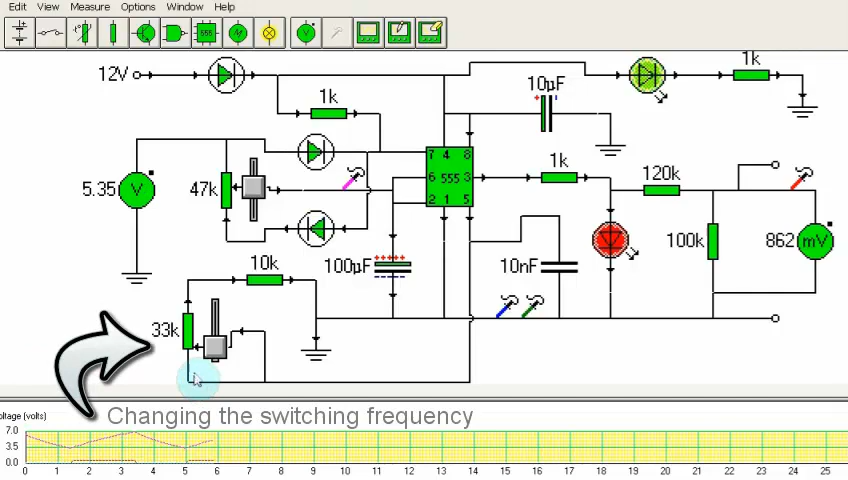 Edit View Measure Options Window Help
555
12V
1k
10µF
1k
7 4 8
6 555 3
2 1 5
1k
120k
5.35
V
47k
100k
862
mV
10k
100µF
10nF
33k
Changing the switching frequency
oltage (volts)
7.0
3.5
0.0
0 1 2 3 4 5 6 7 8 9 10 11 12 13 14 15 16 17 18 19 20 21 22 23 24 25